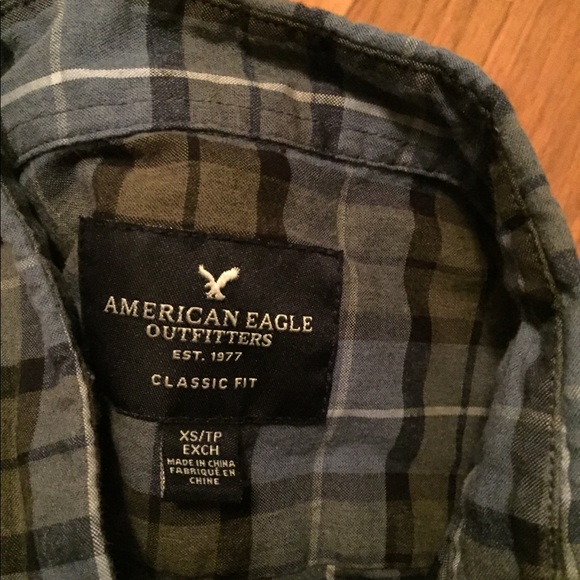 AMERICAN EAGLE
OUTFITTERS
EST. 1977
CLASSIC FIT
XS/TP
EXCH
MADE IN CHINA
FABRIQUÉ EN
CHINE